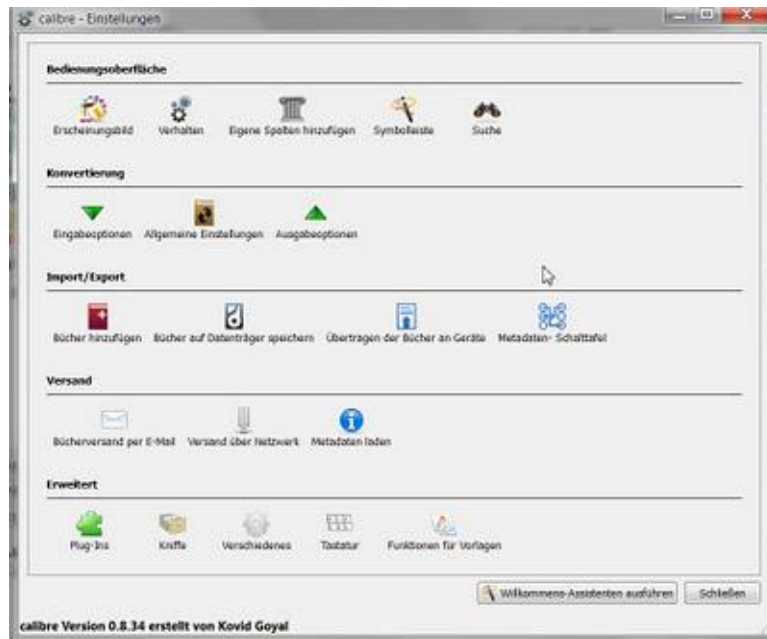 calibre - Einstellungen
Bedienungsoberfläche
Erscheinungsbild Verhalten Eigene Spalten hinzufügen Symbolleiste Suche
Konvertierung
Eingabeoptionen Allgemeine Einstellungen Ausgabeoptionen
Import/Export
Bücher hinzufügen Bücher auf Datenträger speichern Übertragen der Bücher an Geräte Metadaten- Schalttafel
Versand
Bücherversand per E-Mail Versand über Netzwerk Metadaten laden
Erweitert
Plug-Ins Kniffe Verschiedenes Tastatur Funktionen für Vorlagen
Willkommens-Assistenten ausführen Schließen
calibre Version 0.8.34 erstellt von Kovid Goyal